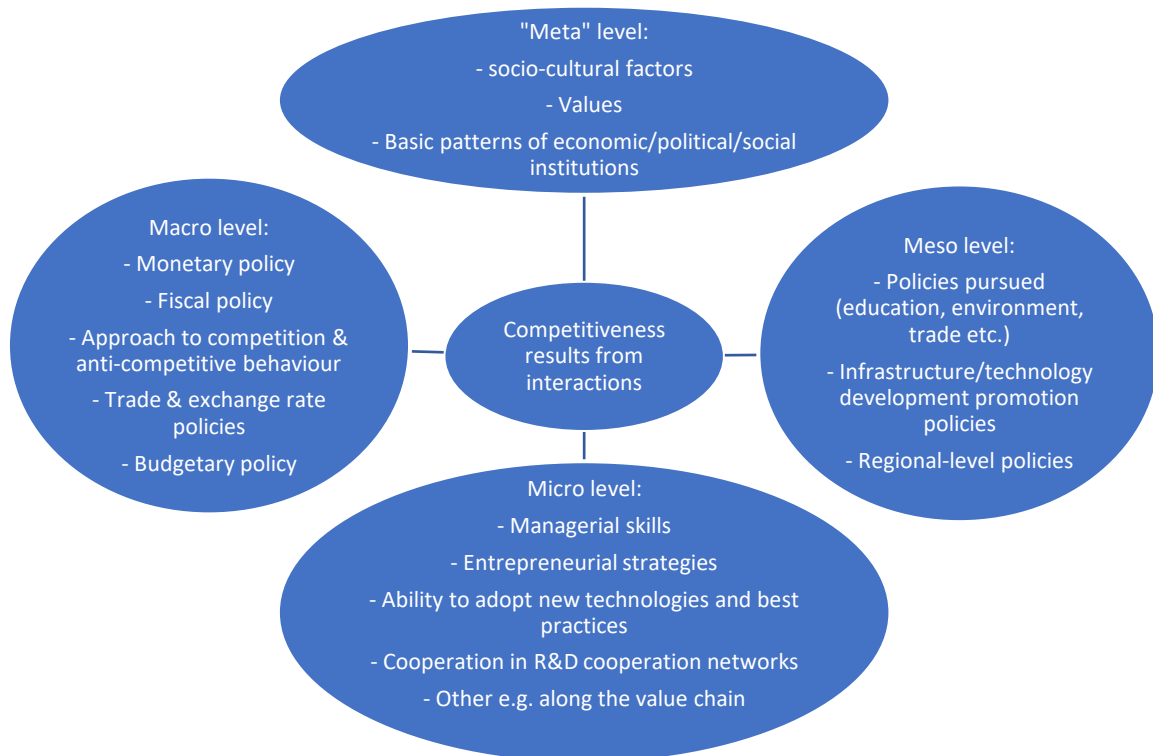 "Meta" level:
- socio-cultural factors
- Values
- Basic patterns of economic/political/social
institutions
Macro level:
- Monetary policy
- Fiscal policy
- Approach to competition &
anti-competitive behaviour
- Trade & exchange rate
policies
- Budgetary policy
Competitiveness
results from
interactions
Meso level:
- Policies pursued
(education, environment,
trade etc.)
- Infrastructure/technology
development promotion
policies
- Regional-level policies
Micro level:
- Managerial skills
- Entrepreneurial strategies
- Ability to adopt new technologies and best
practices
- Cooperation in R&D cooperation networks
- Other e.g. along the value chain